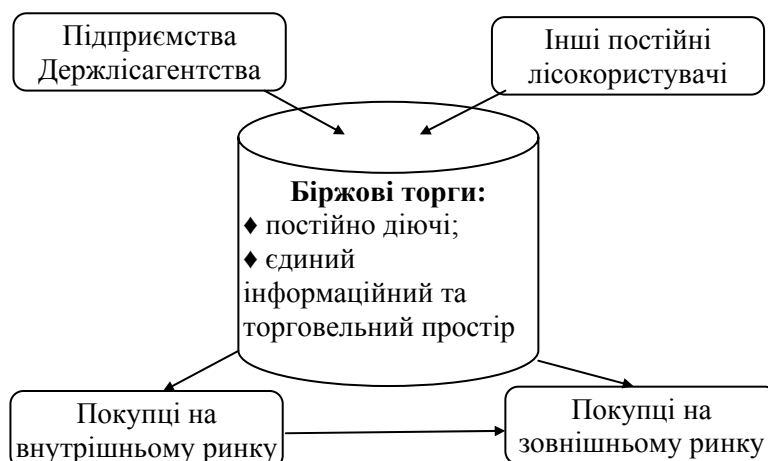 Підприємства
Держлісагентства
Інші постійні
лісокористувачі
Біржові торги:
♦ постійно діючі;
♦ єдиний
інформаційний та
торговельний простір
Покупці на
внутрішньому ринку
Покупці на
зовнішньому ринку